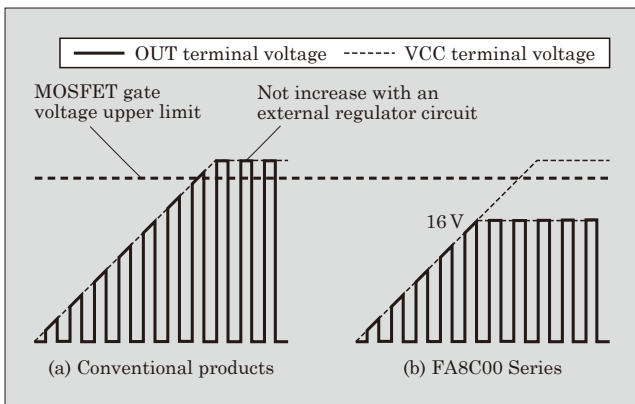 OUT terminal voltage
VCC terminal voltage
MOSFET gate
voltage upper limit
Not increase with an
external regulator circuit
16 V
(a) Conventional products
(b) FA8C00 Series